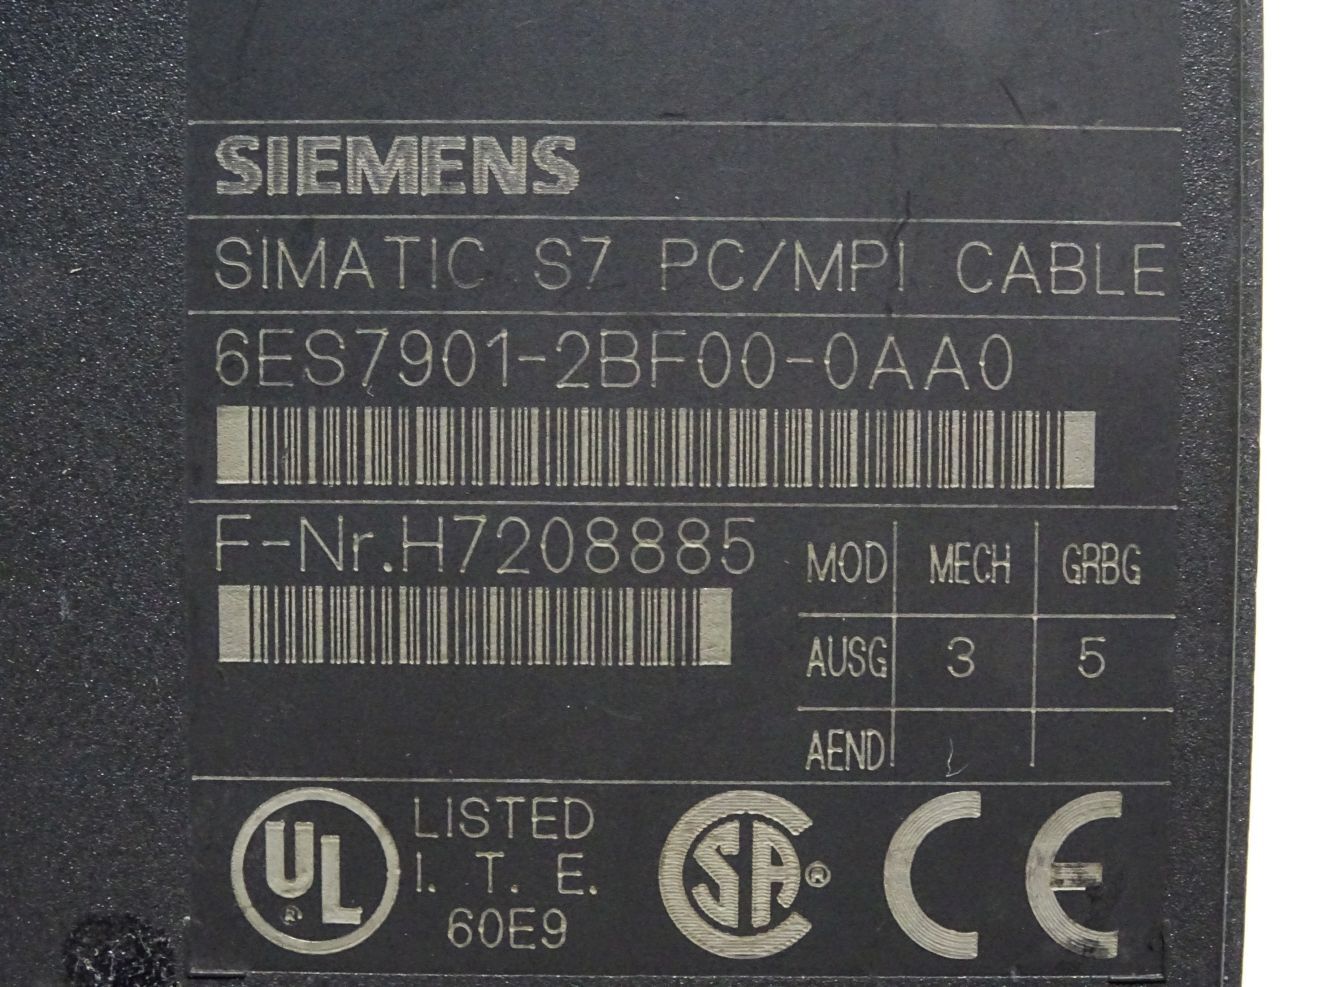 SIEMENS
SIMATIC S7 PC/MPI CABLE
6ES7901-2BF00-0AA0
F-Nr.H7208885
MOD MECH GRBG
AUSG 3 5
AEND
UL ®
LISTED
I. T. E.
60E9
CSA ®
CE